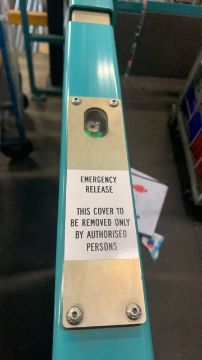 EMERGENCY
RELEASE
THIS COVER TO
BE REMOVED ONLY
BY AUTHORISED
PERSONS